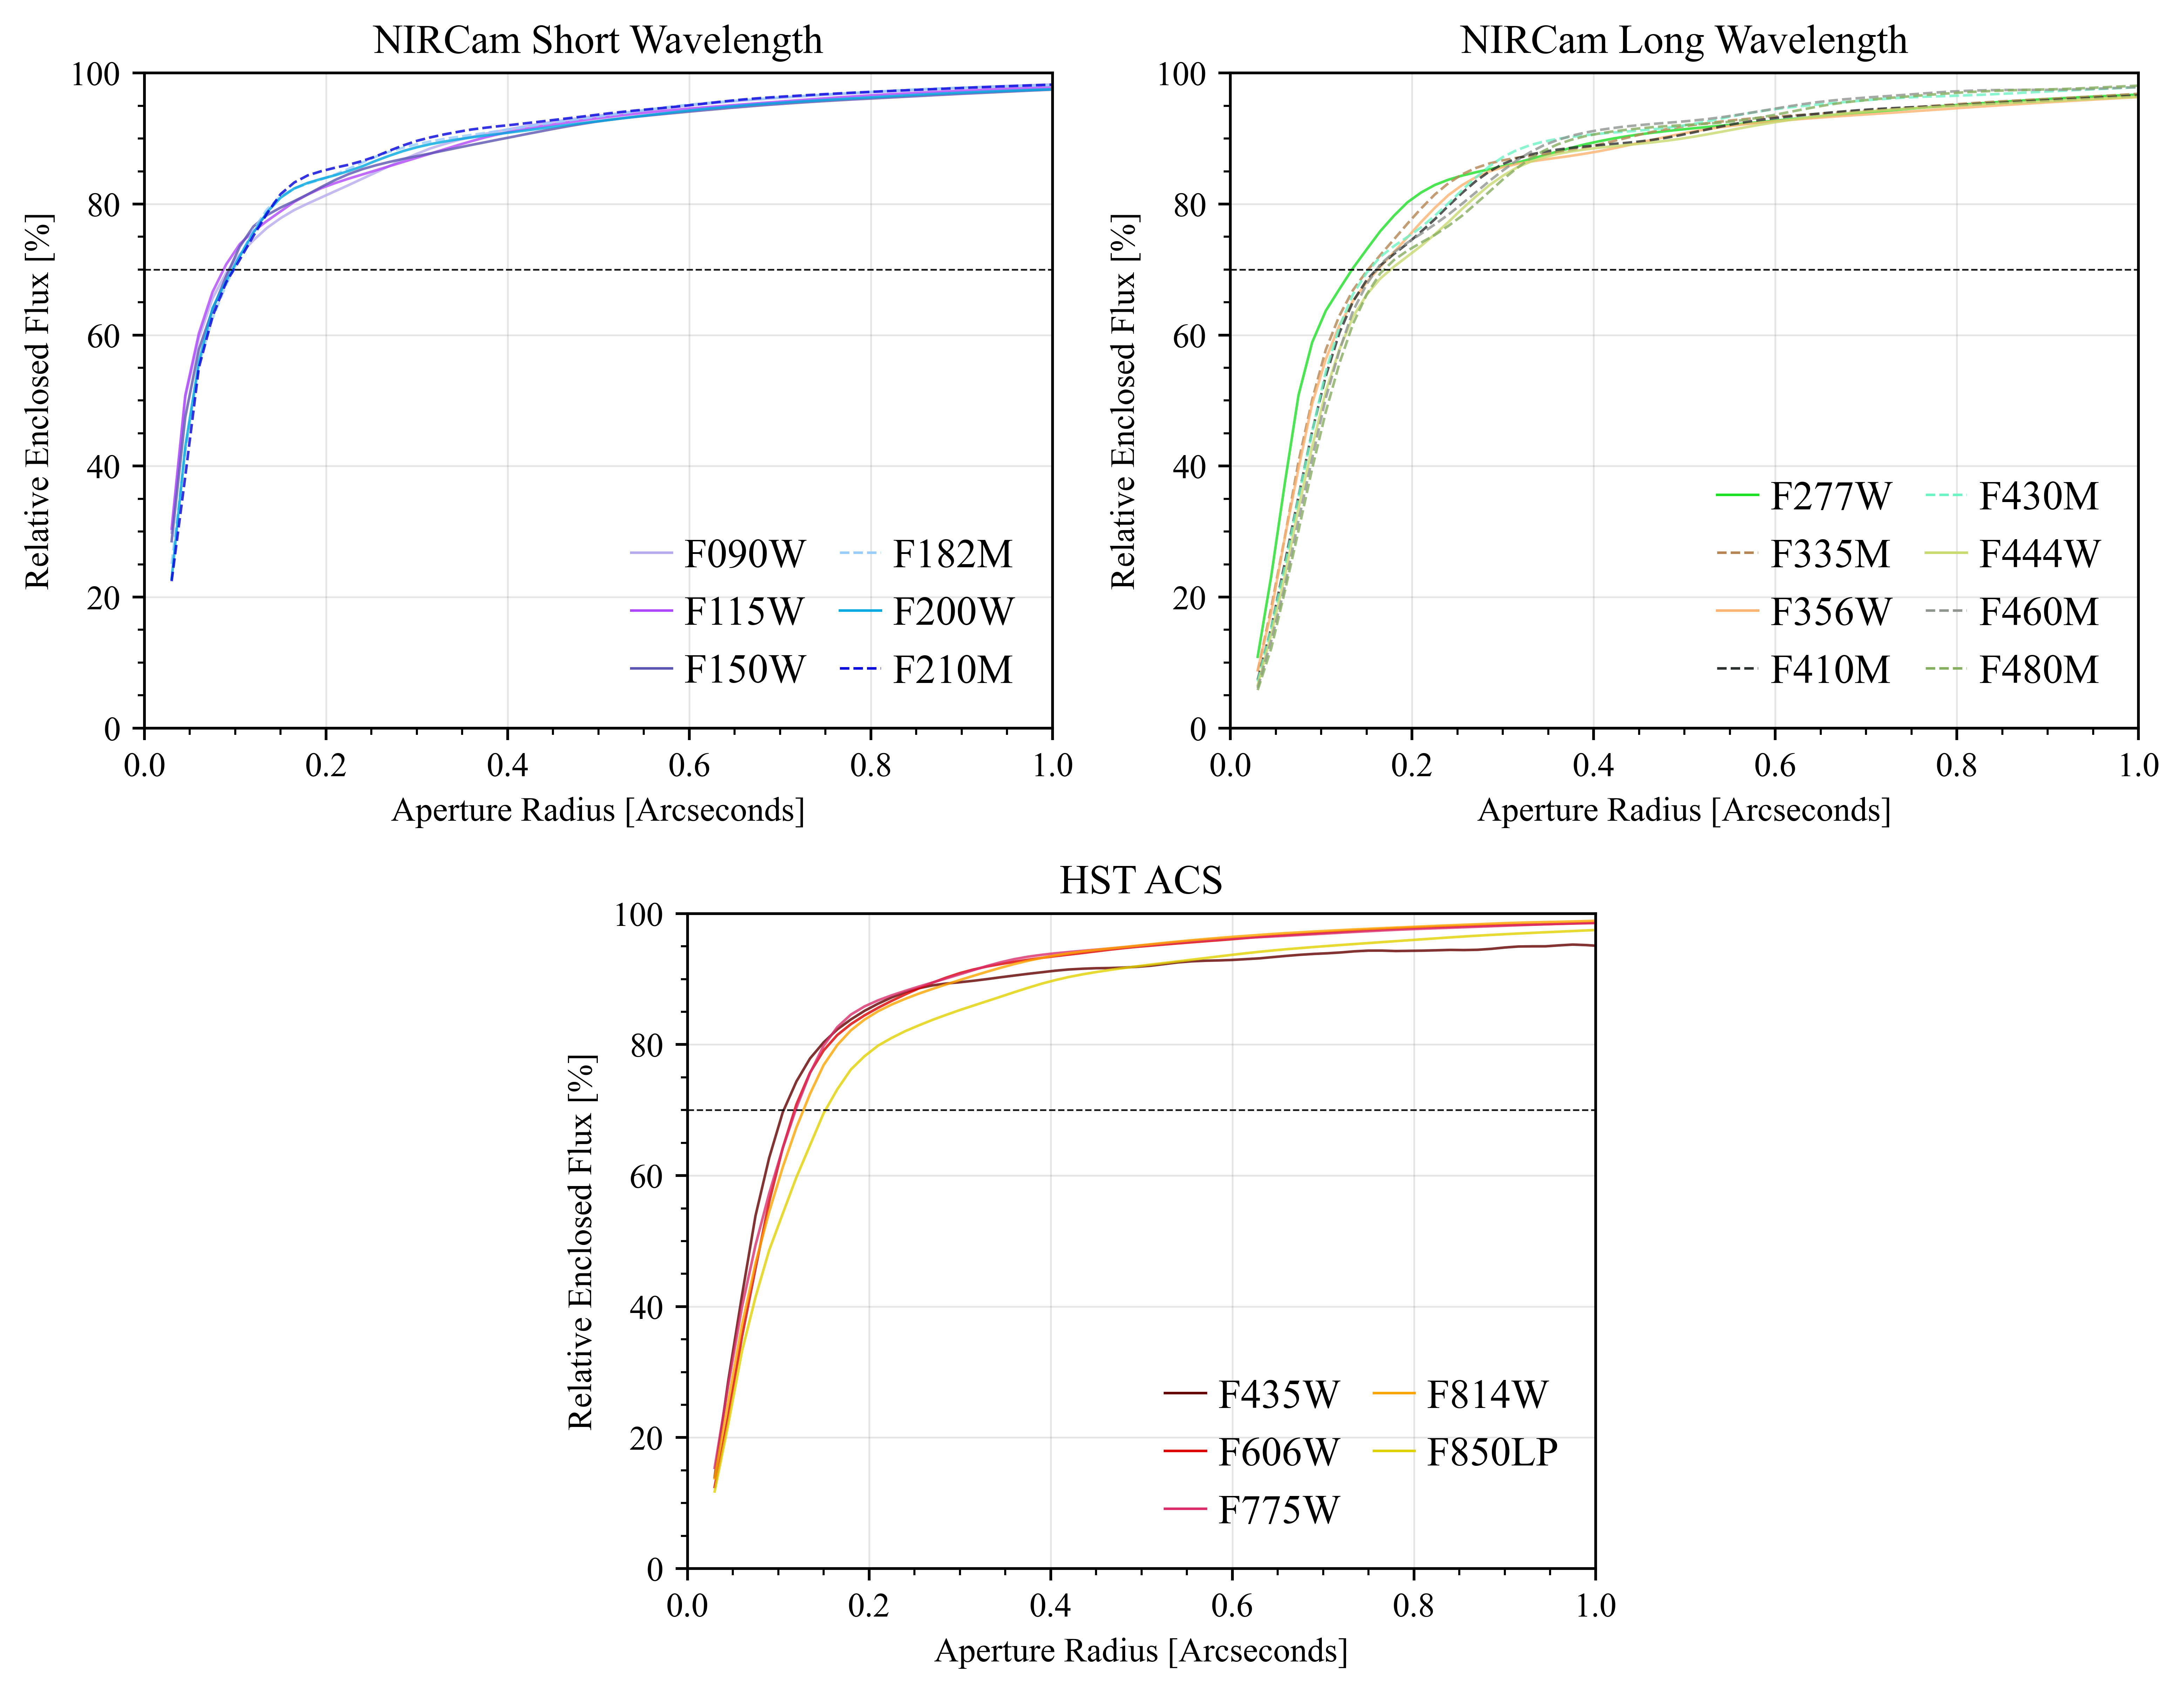 NIRCam Short Wavelength
Relative Enclosed Flux [%]
100
80
60
40
20
0
F090W
F115W
F150W
F182M
F200W
F210M
0.0 0.2 0.4 0.6 0.8 1.0
Aperture Radius [Arcseconds]
NIRCam Long Wavelength
Relative Enclosed Flux [%]
100
80
60
40
20
0
F277W
F335M
F356W
F410M
F430M
F444W
F460M
F480M
0.0 0.2 0.4 0.6 0.8 1.0
Aperture Radius [Arcseconds]
HST ACS
Relative Enclosed Flux [%]
100
80
60
40
20
0
F435W
F606W
F775W
F814W
F850LP
0.0 0.2 0.4 0.6 0.8 1.0
Aperture Radius [Arcseconds]